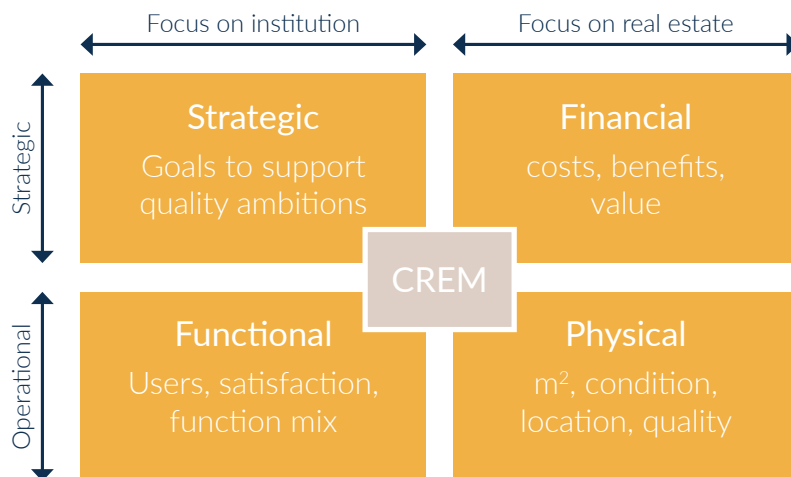 Focus on institution
Focus on real estate
Strategic
Strategic
Goals to support
quality ambitions
Financial
costs, benefits,
value
CREM
Operational
Functional
Users, satisfaction,
function mix
Physical
m², condition,
location, quality